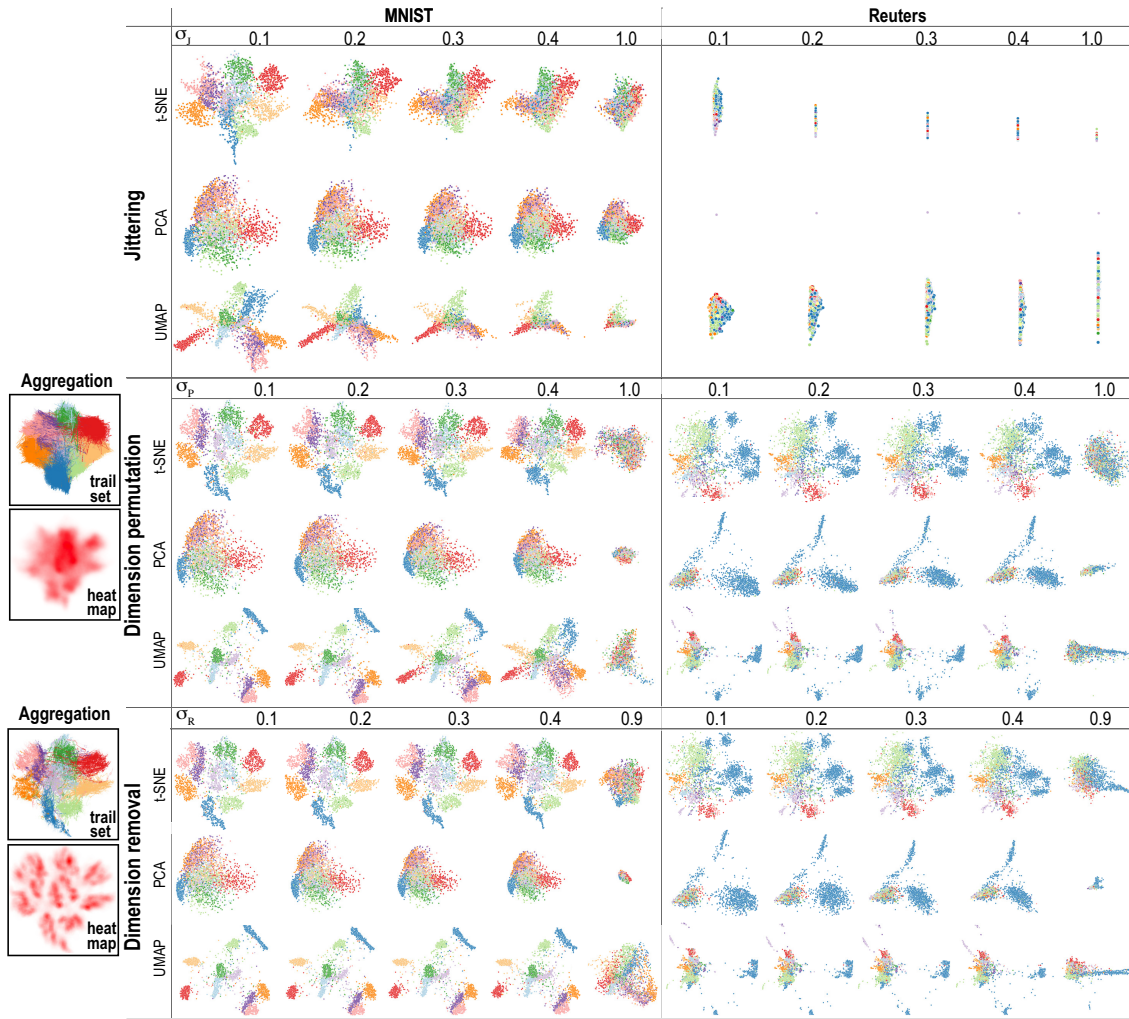 MNIST Reuters
σJ 0.1 0.2 0.3 0.4 1.0 0.1 0.2 0.3 0.4 1.0
Jittering
t-SNE
PCA
UMAP
Aggregation
trail
set
heat
map
Dimension permutation
σP 0.1 0.2 0.3 0.4 1.0 0.1 0.2 0.3 0.4 1.0
t-SNE
PCA
UMAP
Aggregation
trail
set
heat
map
Dimension removal
σR 0.1 0.2 0.3 0.4 0.9 0.1 0.2 0.3 0.4 0.9
t-SNE
PCA
UMAP